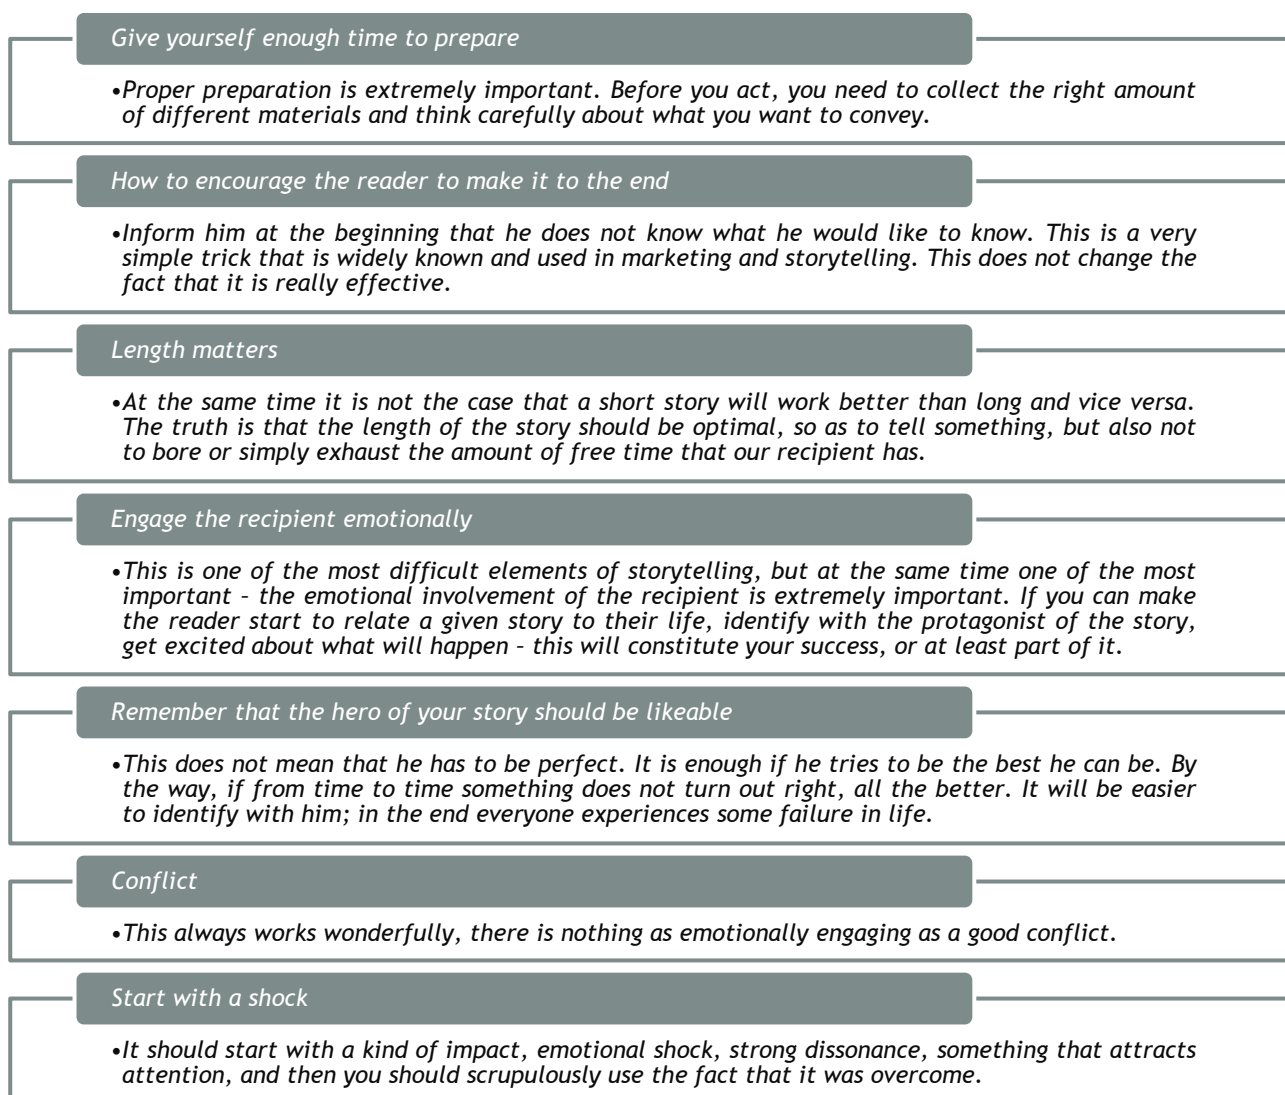 Give yourself enough time to prepare
•Proper preparation is extremely important. Before you act, you need to collect the right amount
of different materials and think carefully about what you want to convey.
How to encourage the reader to make it to the end
•Inform him at the beginning that he does not know what he would like to know. This is a very
simple trick that is widely known and used in marketing and storytelling. This does not change the
fact that it is really effective.
Length matters
•At the same time it is not the case that a short story will work better than long and vice versa.
The truth is that the length of the story should be optimal, so as to tell something, but also not
to bore or simply exhaust the amount of free time that our recipient has.
Engage the recipient emotionally
•This is one of the most difficult elements of storytelling, but at the same time one of the most
important – the emotional involvement of the recipient is extremely important. If you can make
the reader start to relate a given story to their life, identify with the protagonist of the story,
get excited about what will happen – this will constitute your success, or at least part of it.
Remember that the hero of your story should be likeable
•This does not mean that he has to be perfect. It is enough if he tries to be the best he can be. By
the way, if from time to time something does not turn out right, all the better. It will be easier
to identify with him; in the end everyone experiences some failure in life.
Conflict
•This always works wonderfully, there is nothing as emotionally engaging as a good conflict.
Start with a shock
•It should start with a kind of impact, emotional shock, strong dissonance, something that attracts
attention, and then you should scrupulously use the fact that it was overcome.